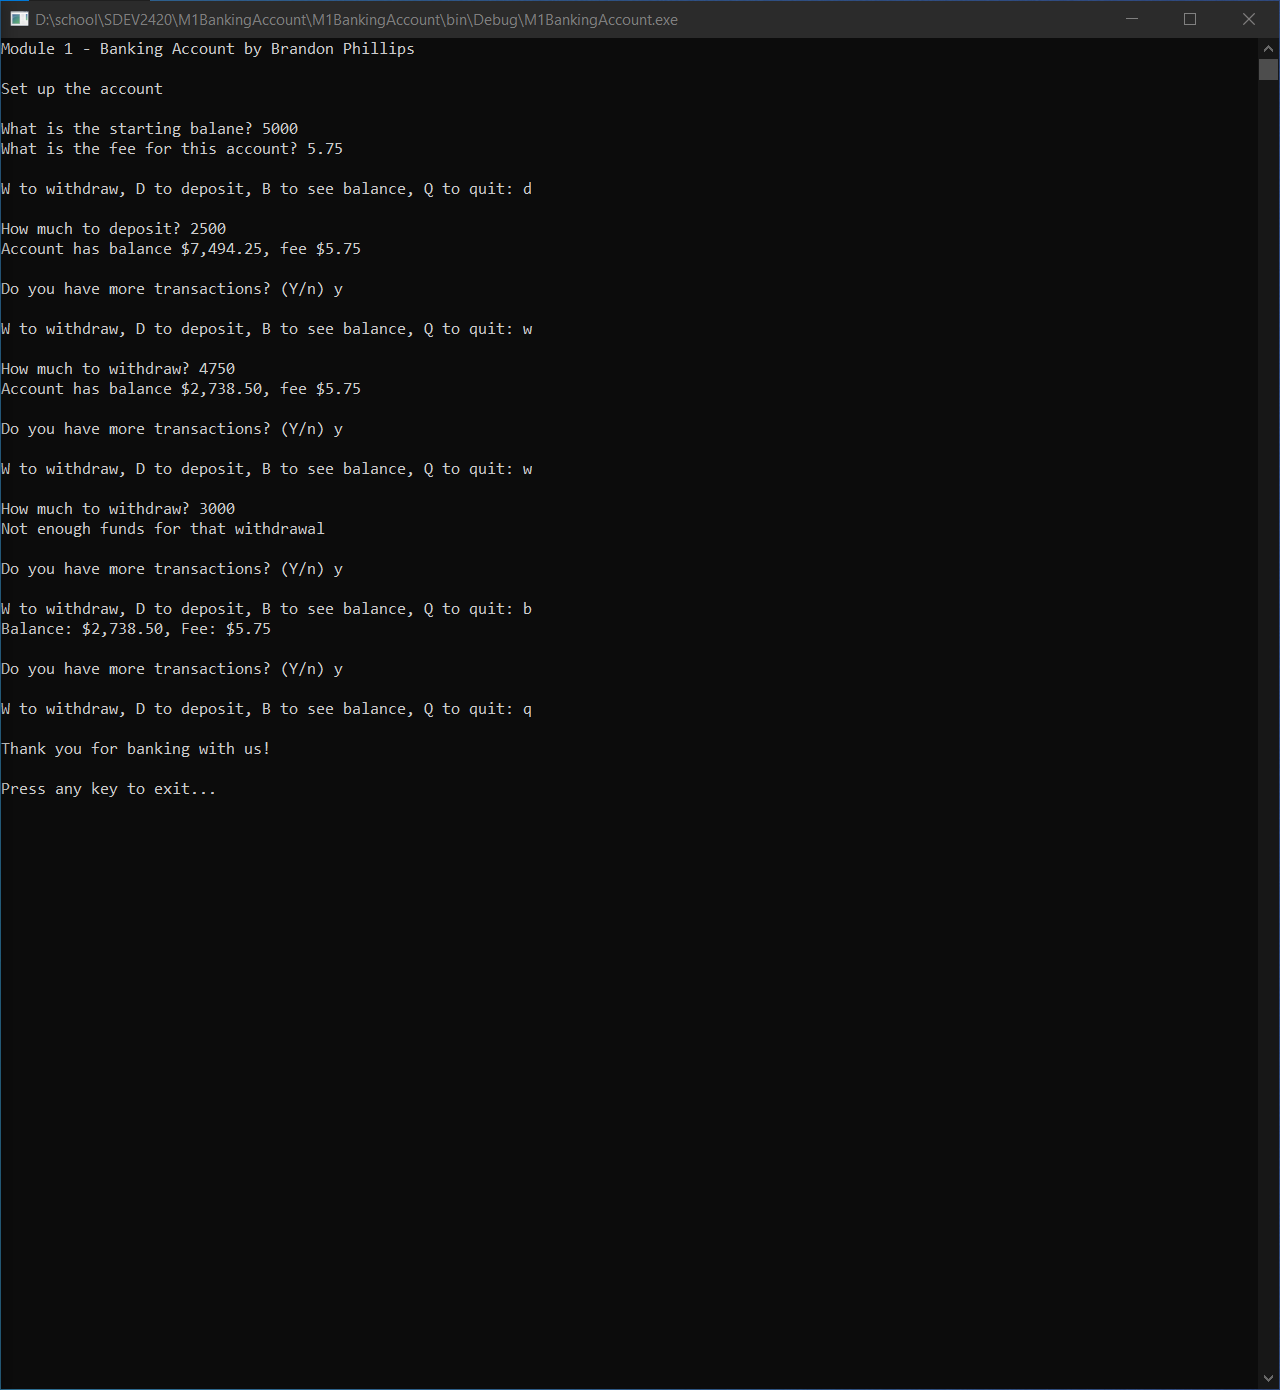 D:\school\SDEV2420\M1BankingAccount\M1BankingAccount\bin\Debug\M1BankingAccount.exe
Module 1 - Banking Account by Brandon Phillips
Set up the account
What is the starting balane? 5000
What is the fee for this account? 5.75
W to withdraw, D to deposit, B to see balance, Q to quit: d
How much to deposit? 2500
Account has balance $7,494.25, fee $5.75
Do you have more transactions? (Y/n) y
W to withdraw, D to deposit, B to see balance, Q to quit: w
How much to withdraw? 4750
Account has balance $2,738.50, fee $5.75
Do you have more transactions? (Y/n) y
W to withdraw, D to deposit, B to see balance, Q to quit: w
How much to withdraw? 3000
Not enough funds for that withdrawal
Do you have more transactions? (Y/n) y
W to withdraw, D to deposit, B to see balance, Q to quit: b
Balance: $2,738.50, Fee: $5.75
Do you have more transactions? (Y/n) y
W to withdraw, D to deposit, B to see balance, Q to quit: q
Thank you for banking with us!
Press any key to exit...